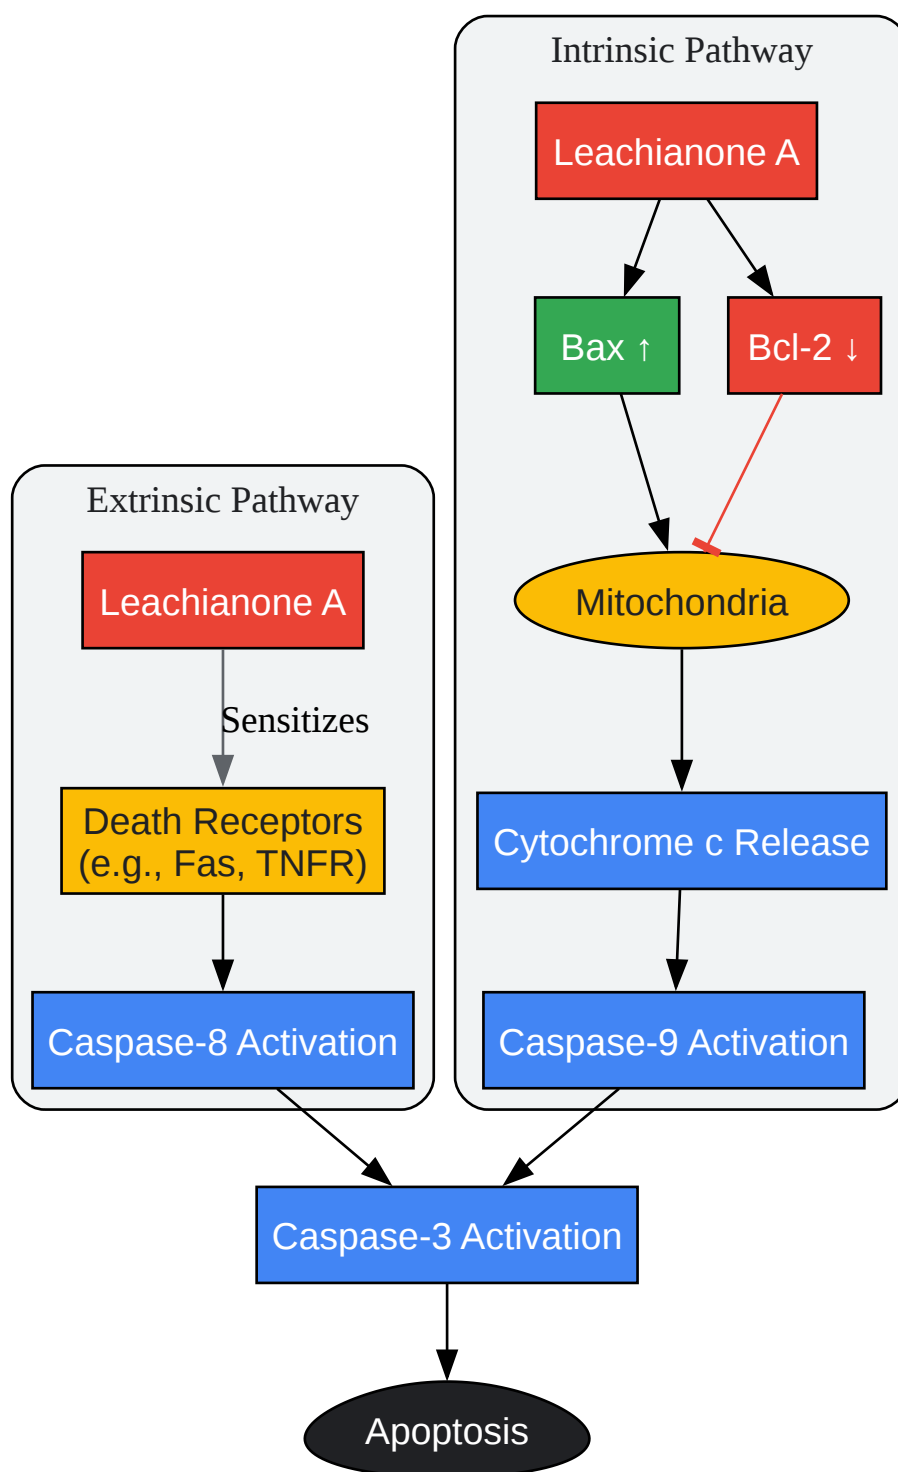 Intrinsic Pathway
Leachianone A
Bax ↑
Bcl-2 ↓
Mitochondria
Cytochrome c Release
Caspase-9 Activation
Extrinsic Pathway
Leachianone A
Sensitizes
Death Receptors
(e.g., Fas, TNFR)
Caspase-8 Activation
Caspase-3 Activation
Apoptosis